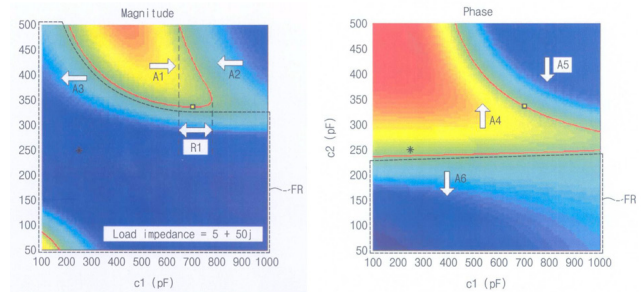 Magnitude
500
450
400
350
300
250
200
150
100
50
100 200 300 400 500 600 700 800 900 1000
c1 (pF)
A1
A2
A3
R1
FR
Load impedance = 5 + 50j
Phase
c2 (pF)
500
450
400
350
300
250
200
150
100
50
100 200 300 400 500 600 700 800 900 1000
c1 (pF)
A5
A4
A6
FR